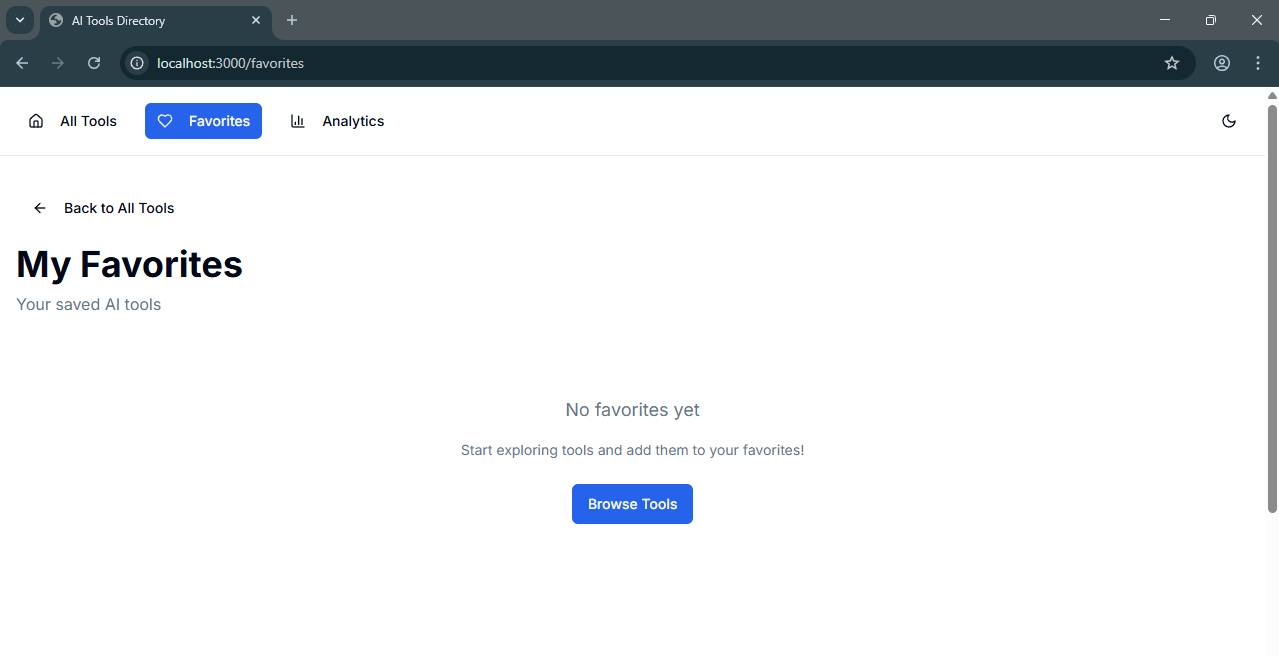 AI Tools Directory
localhost:3000/favorites
All Tools Favorites Analytics
Back to All Tools
My Favorites
Your saved AI tools
No favorites yet
Start exploring tools and add them to your favorites!
Browse Tools